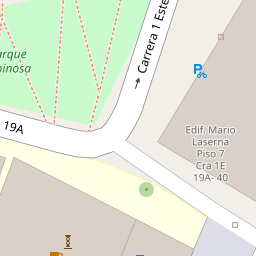 arque
pinosa
Carrera 1 Este
19A
Edif. Mario
Laserna
Piso 7
Cra 1E
19A- 40